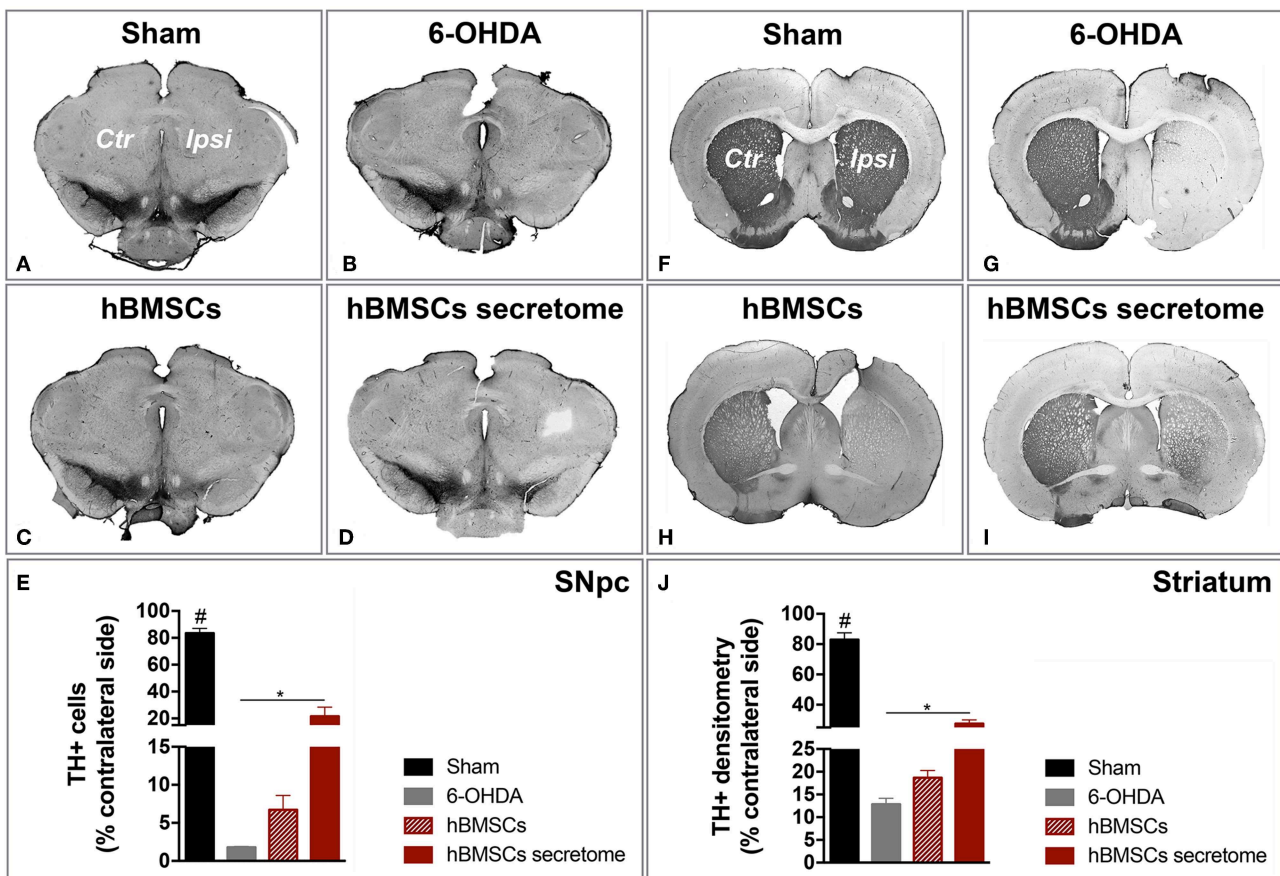 Sham
6-OHDA
Sham
6-OHDA
Ctr
Ipsi
Ctr
Ipsi
A
B
F
G
hBMSCs
hBMSCs secretome
hBMSCs
hBMSCs secretome
C
D
H
I
E
SNpc
TH+ cells
(% contralateral side)
100
80
60
40
20
15
10
5
0
#
*
Sham
6-OHDA
hBMSCs
hBMSCs secretome
J
Striatum
TH+ densitometry
(% contralateral side)
100
80
60
40
25
20
15
10
5
0
#
*
Sham
6-OHDA
hBMSCs
hBMSCs secretome